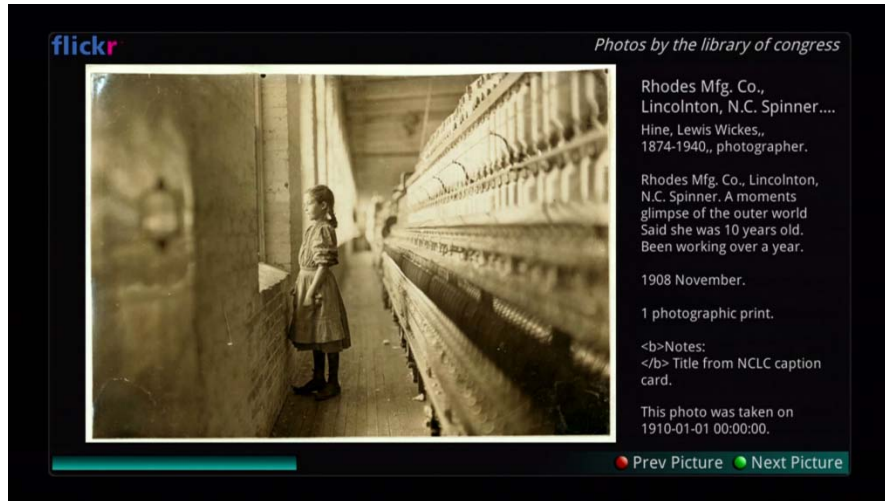 flickr
Photos by the library of congress
Rhodes Mfg. Co.,
Lincolnton, N.C. Spinner....
Hine, Lewis Wickes,,
1874-1940,, photographer.
Rhodes Mfg. Co., Lincolnton,
N.C. Spinner. A moments
glimpse of the outer world
Said she was 10 years old.
Been working over a year.
1908 November.
1 photographic print.
<b>Notes:
</b> Title from NCLC caption
card.
This photo was taken on
1910-01-01 00:00:00.
Prev Picture Next Picture